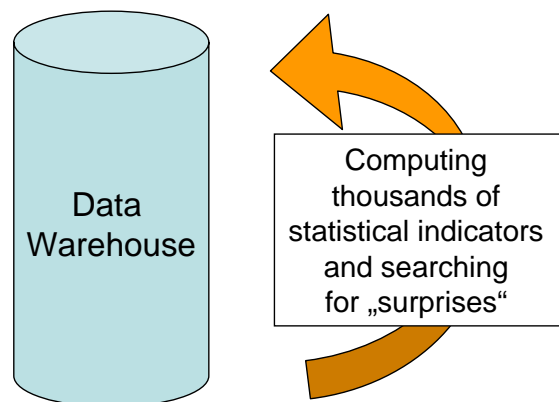 Data
Warehouse
Computing
thousands of
statistical indicators
and searching
for „surprises“